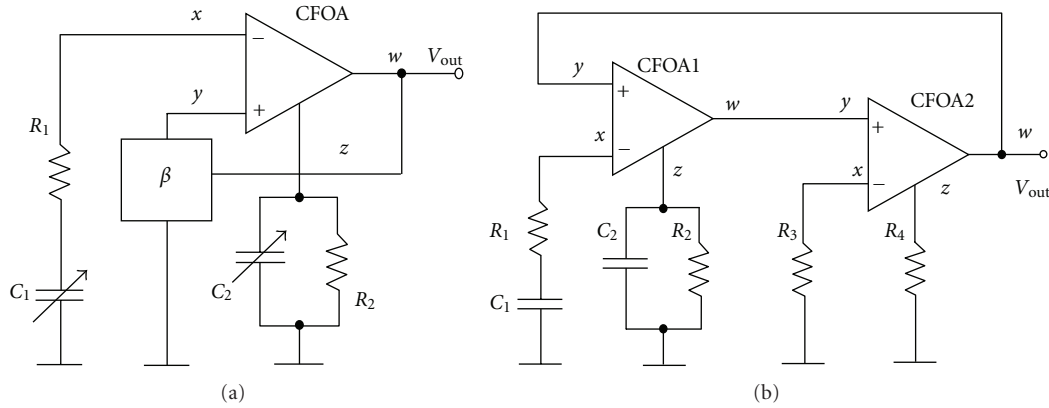 CFOA
x
−
w
V_out
y
+
R_1
z
β
C_1
C_2
R_2
(a)
y
CFOA1
+
w
y
CFOA2
+
x
−
z
x
−
z
w
V_out
R_1
C_2
R_2
R_3
R_4
C_1
(b)